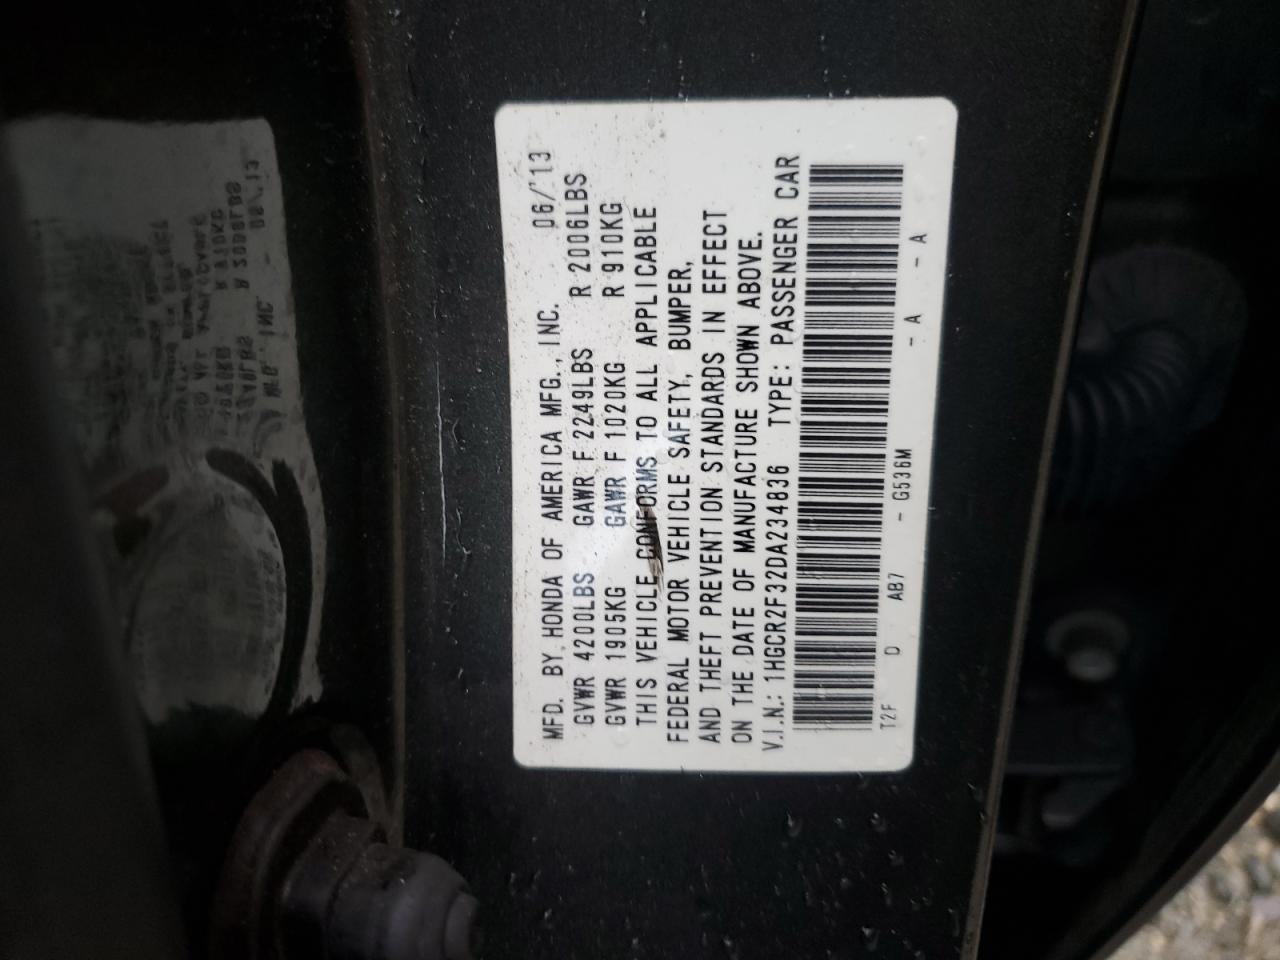 MFD. BY HONDA OF AMERICA MFG., INC. 06/'13
GVWR 4200LBS GAWR F 2249LBS R 2006LBS
GVWR 1905KG GAWR F 1020KG R 910KG
THIS VEHICLE CONFORMS TO ALL APPLICABLE
FEDERAL MOTOR VEHICLE SAFETY, BUMPER,
AND THEFT PREVENTION STANDARDS IN EFFECT
ON THE DATE OF MANUFACTURE SHOWN ABOVE.
V.I.N.: 1HGCR2F32DA234836 TYPE: PASSENGER CAR
T2F D AB7 - G536M - A - A